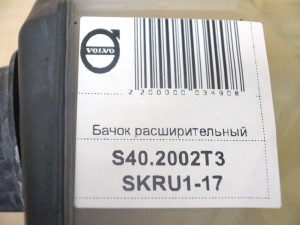 VOLVO
2200000034908
Бачок расширительный
S40.2002T3
SKRU1-17